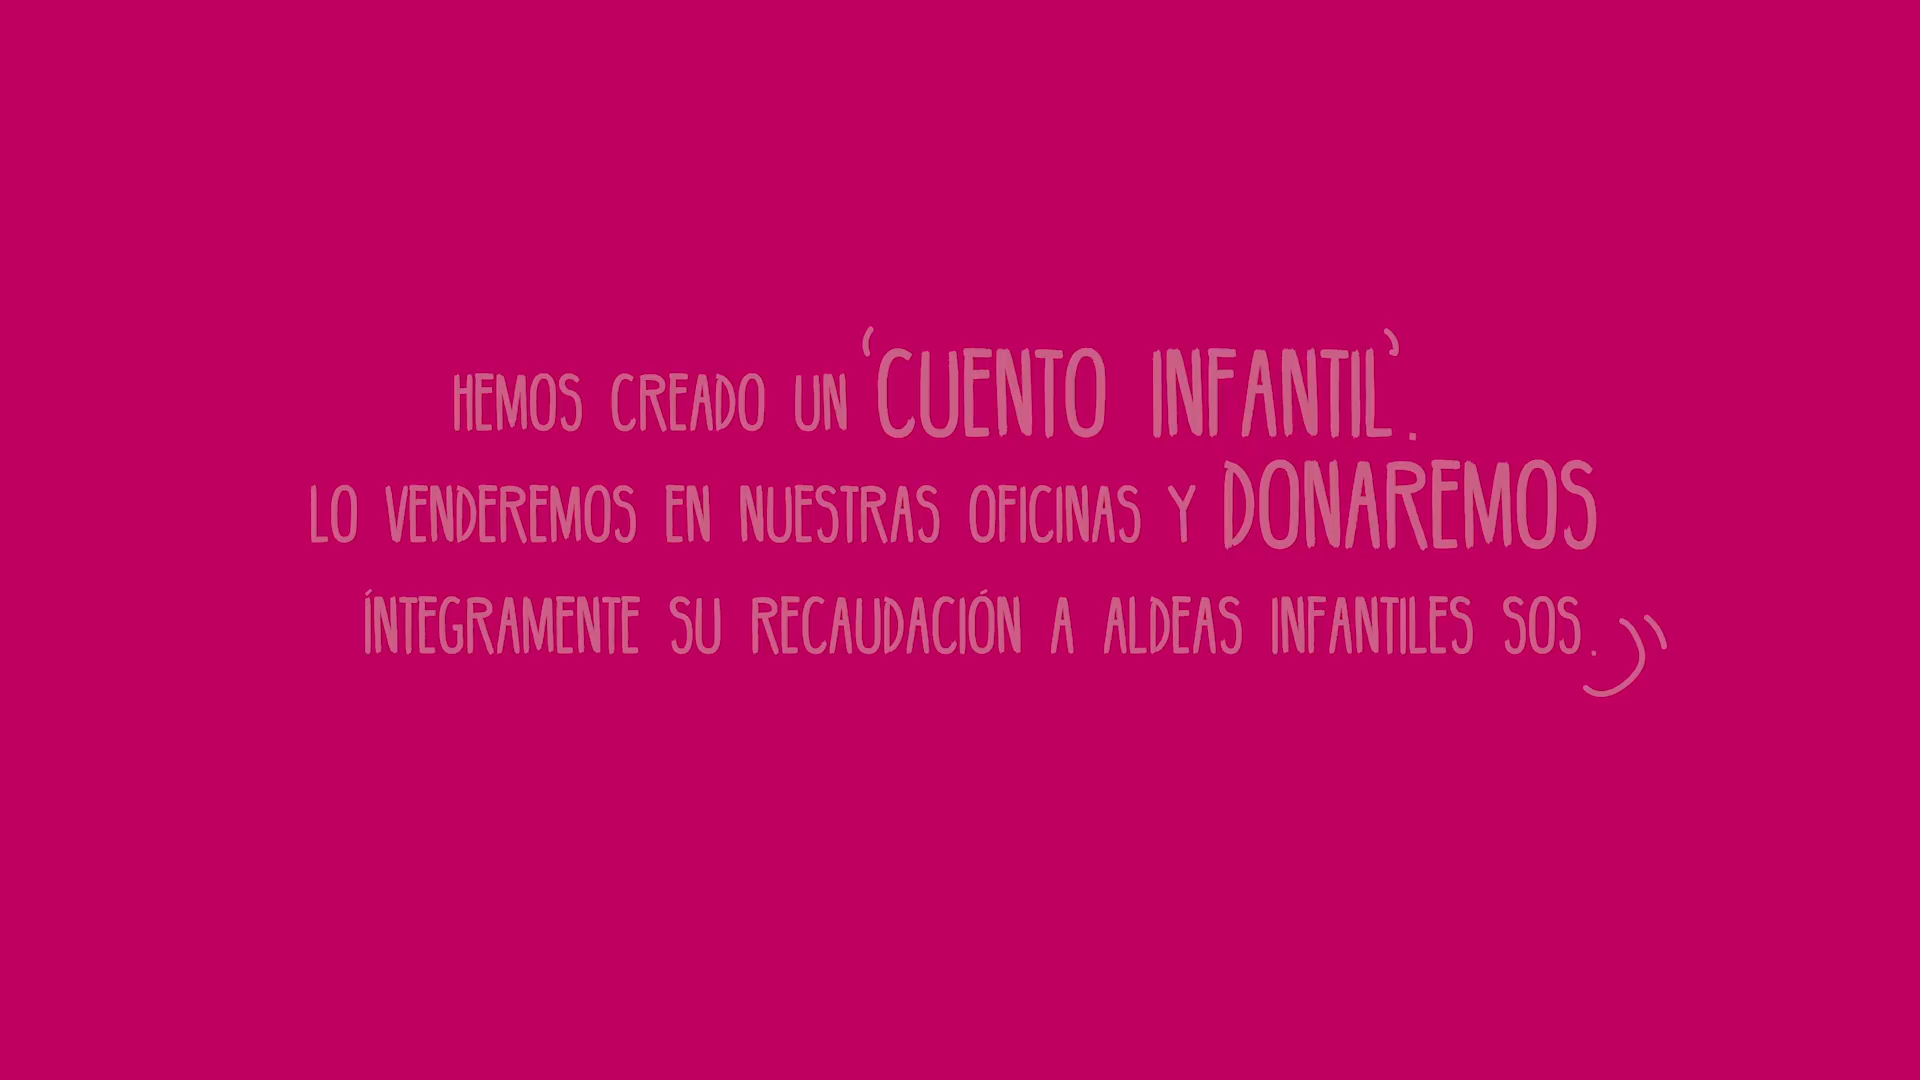 HEMOS CREADO UN 'CUENTO INFANTIL'.
LO VENDEREMOS EN NUESTRAS OFICINAS Y DONAREMOS
ÍNTEGRAMENTE SU RECAUDACIÓN A ALDEAS INFANTILES SOS.